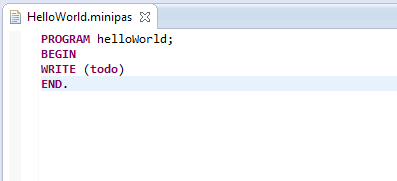 HelloWorld.minipas
PROGRAM helloWorld;
BEGIN
WRITE (todo)
END.